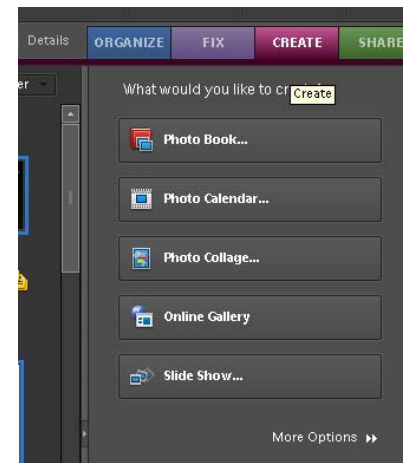 Details ORGANIZE FIX CREATE SHARE
er
What would you like to cr
Create
Photo Book...
Photo Calendar...
Photo Collage...
Online Gallery
Slide Show...
More Options